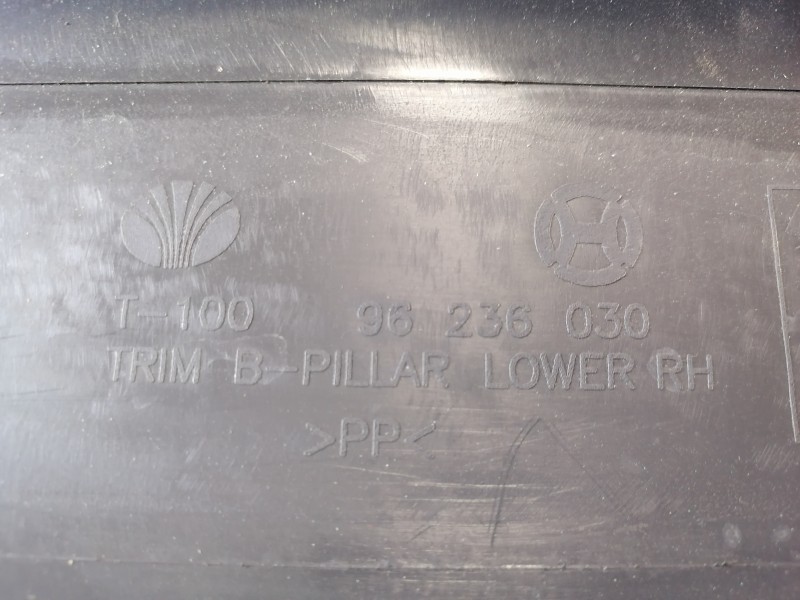 T-100 96 236 030
TRIM B-PILLAR LOWER RH
>PP<